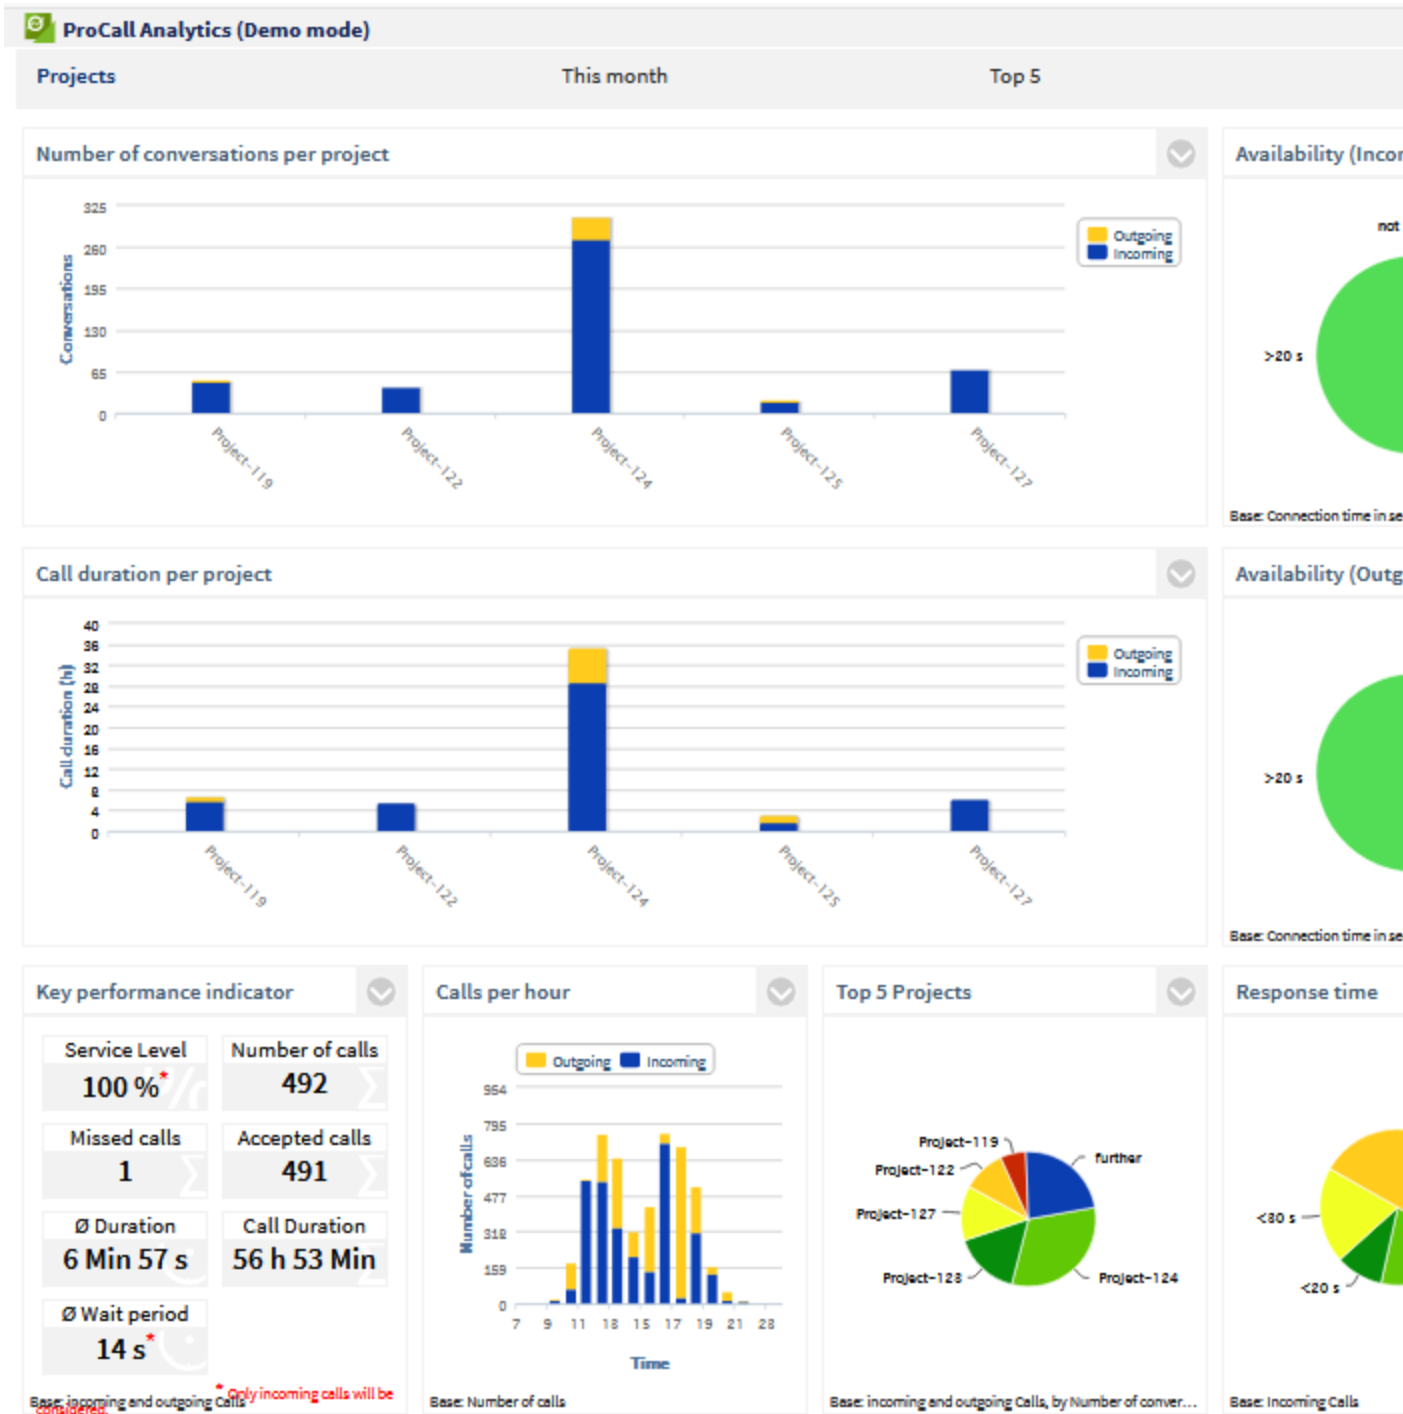 ProCall Analytics (Demo mode)
Projects This month Top 5
Number of conversations per project
325
260
195
130
65
0
Conversations
Outgoing
Incoming
Project-119 Project-122 Project-124 Project-125 Project-127
Availability (Incor
not
>20 s
Base: Connection time in se
Call duration per project
40
36
32
28
24
20
16
12
8
4
0
Call duration (h)
Outgoing
Incoming
Project-119 Project-122 Project-124 Project-125 Project-127
Availability (Outg
>20 s
Base: Connection time in se
Key performance indicator
Service Level
100 %*
Number of calls
492
Missed calls
1
Accepted calls
491
Ø Duration
6 Min 57 s
Call Duration
56 h 53 Min
Ø Wait period
14 s*
* Only incoming calls will be
considered.
Base: incoming and outgoing Calls
Calls per hour
Outgoing Incoming
954
795
636
477
318
159
0
Number of calls
7 9 11 13 15 17 19 21 23
Time
Base: Number of calls
Top 5 Projects
Project-119
further
Project-122
Project-127
Project-123
Project-124
Base: incoming and outgoing Calls, by Number of conver...
Response time
<30 s
<20 s
Base: Incoming Calls